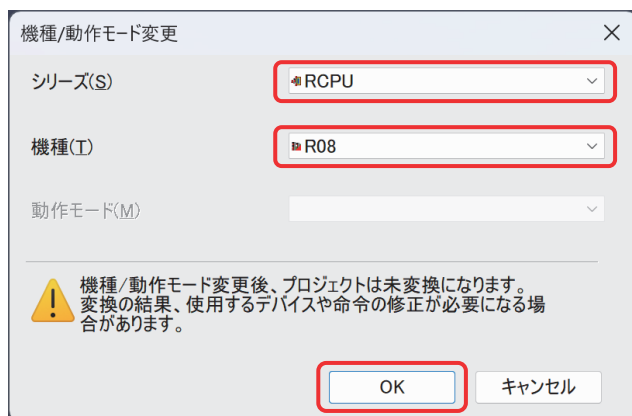 機種/動作モード変更
シリーズ(S)
RCPU
機種(T)
R08
動作モード(M)
機種/動作モード変更後、プロジェクトは未変換になります。
変換の結果、使用するデバイスや命令の修正が必要になる場
合があります。
OK
キャンセル